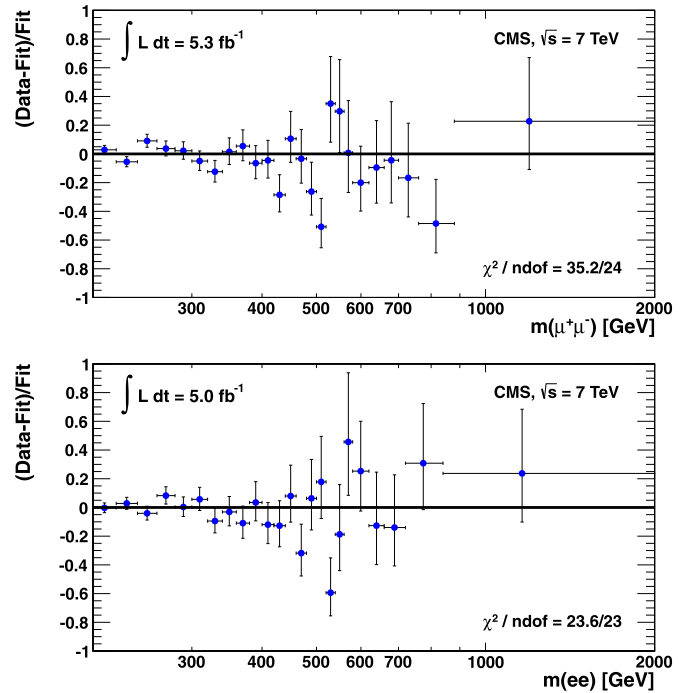 (Data-Fit)/Fit
∫ L dt = 5.3 fb⁻¹
CMS, √s = 7 TeV
1
0.8
0.6
0.4
0.2
0
-0.2
-0.4
-0.6
-0.8
-1
χ² / ndof = 35.2/24
300 400 500 600 700 1000 2000
m(μ⁺μ⁻) [GeV]
(Data-Fit)/Fit
∫ L dt = 5.0 fb⁻¹
CMS, √s = 7 TeV
1
0.8
0.6
0.4
0.2
0
-0.2
-0.4
-0.6
-0.8
-1
χ² / ndof = 23.6/23
300 400 500 600 700 1000 2000
m(ee) [GeV]